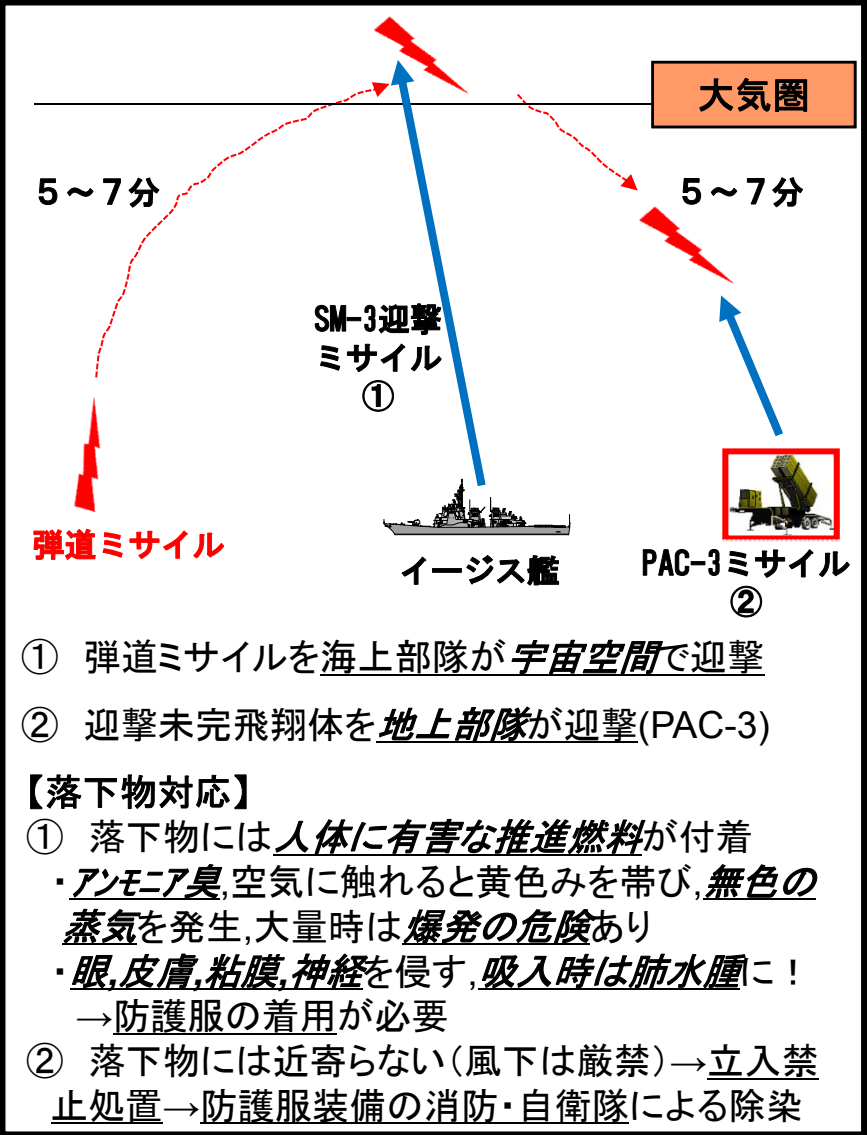 大気圏
5～7分
5～7分
SM-3迎撃
ミサイル
①
弾道ミサイル
イージス艦
PAC-3ミサイル
②
① 弾道ミサイルを海上部隊が宇宙空間で迎撃
② 迎撃未完飛翔体を地上部隊が迎撃(PAC-3)
【落下物対応】
① 落下物には人体に有害な推進燃料が付着
・アンモニア臭,空気に触れると黄色みを帯び,無色の
蒸気を発生,大量時は爆発の危険あり
・眼,皮膚,粘膜,神経を侵す,吸入時は肺水腫に！
→防護服の着用が必要
② 落下物には近寄らない（風下は厳禁）→立入禁
止処置→防護服装備の消防・自衛隊による除染